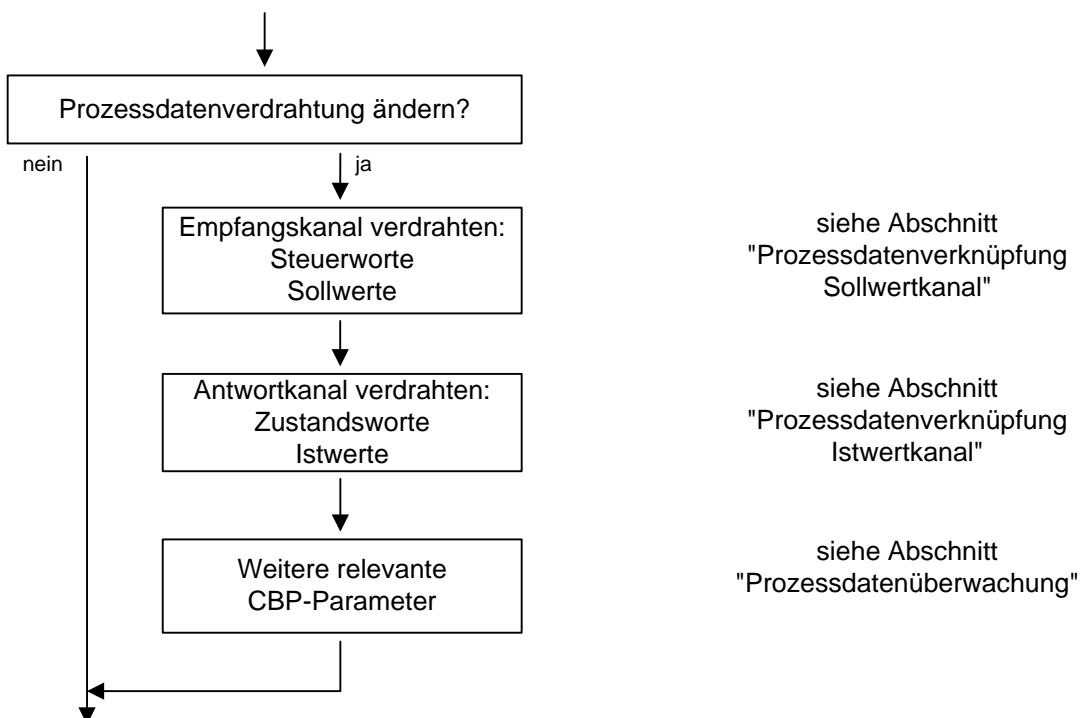 Prozessdatenverdrahtung ändern?
nein
ja
Empfangskanal verdrahten:
Steuerworte
Sollwerte
siehe Abschnitt
"Prozessdatenverknüpfung
Sollwertkanal"
Antwortkanal verdrahten:
Zustandsworte
Istwerte
siehe Abschnitt
"Prozessdatenverknüpfung
Istwertkanal"
Weitere relevante
CBP-Parameter
siehe Abschnitt
"Prozessdatenüberwachung"